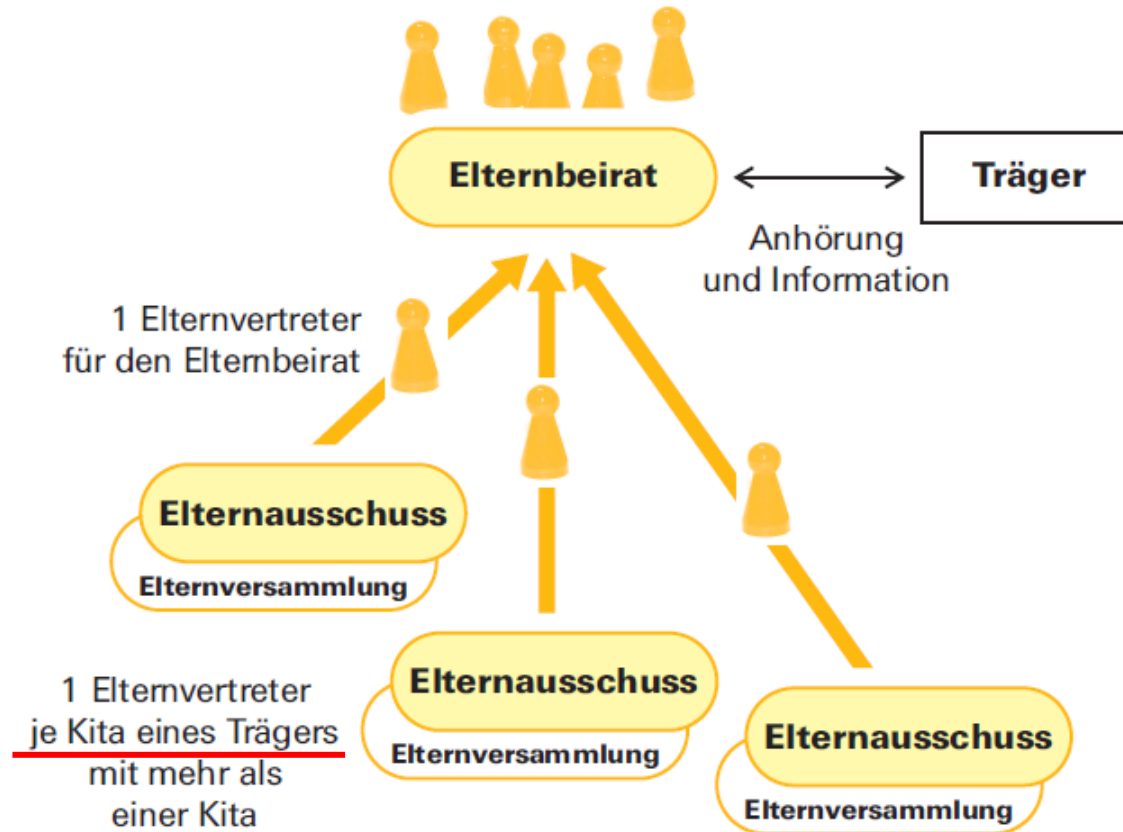 Elternbeirat
Träger
Anhörung
und Information
1 Elternvertreter
für den Elternbeirat
Elternausschuss
Elternversammlung
1 Elternvertreter
je Kita eines Trägers
mit mehr als
einer Kita
Elternausschuss
Elternversammlung
Elternausschuss
Elternversammlung